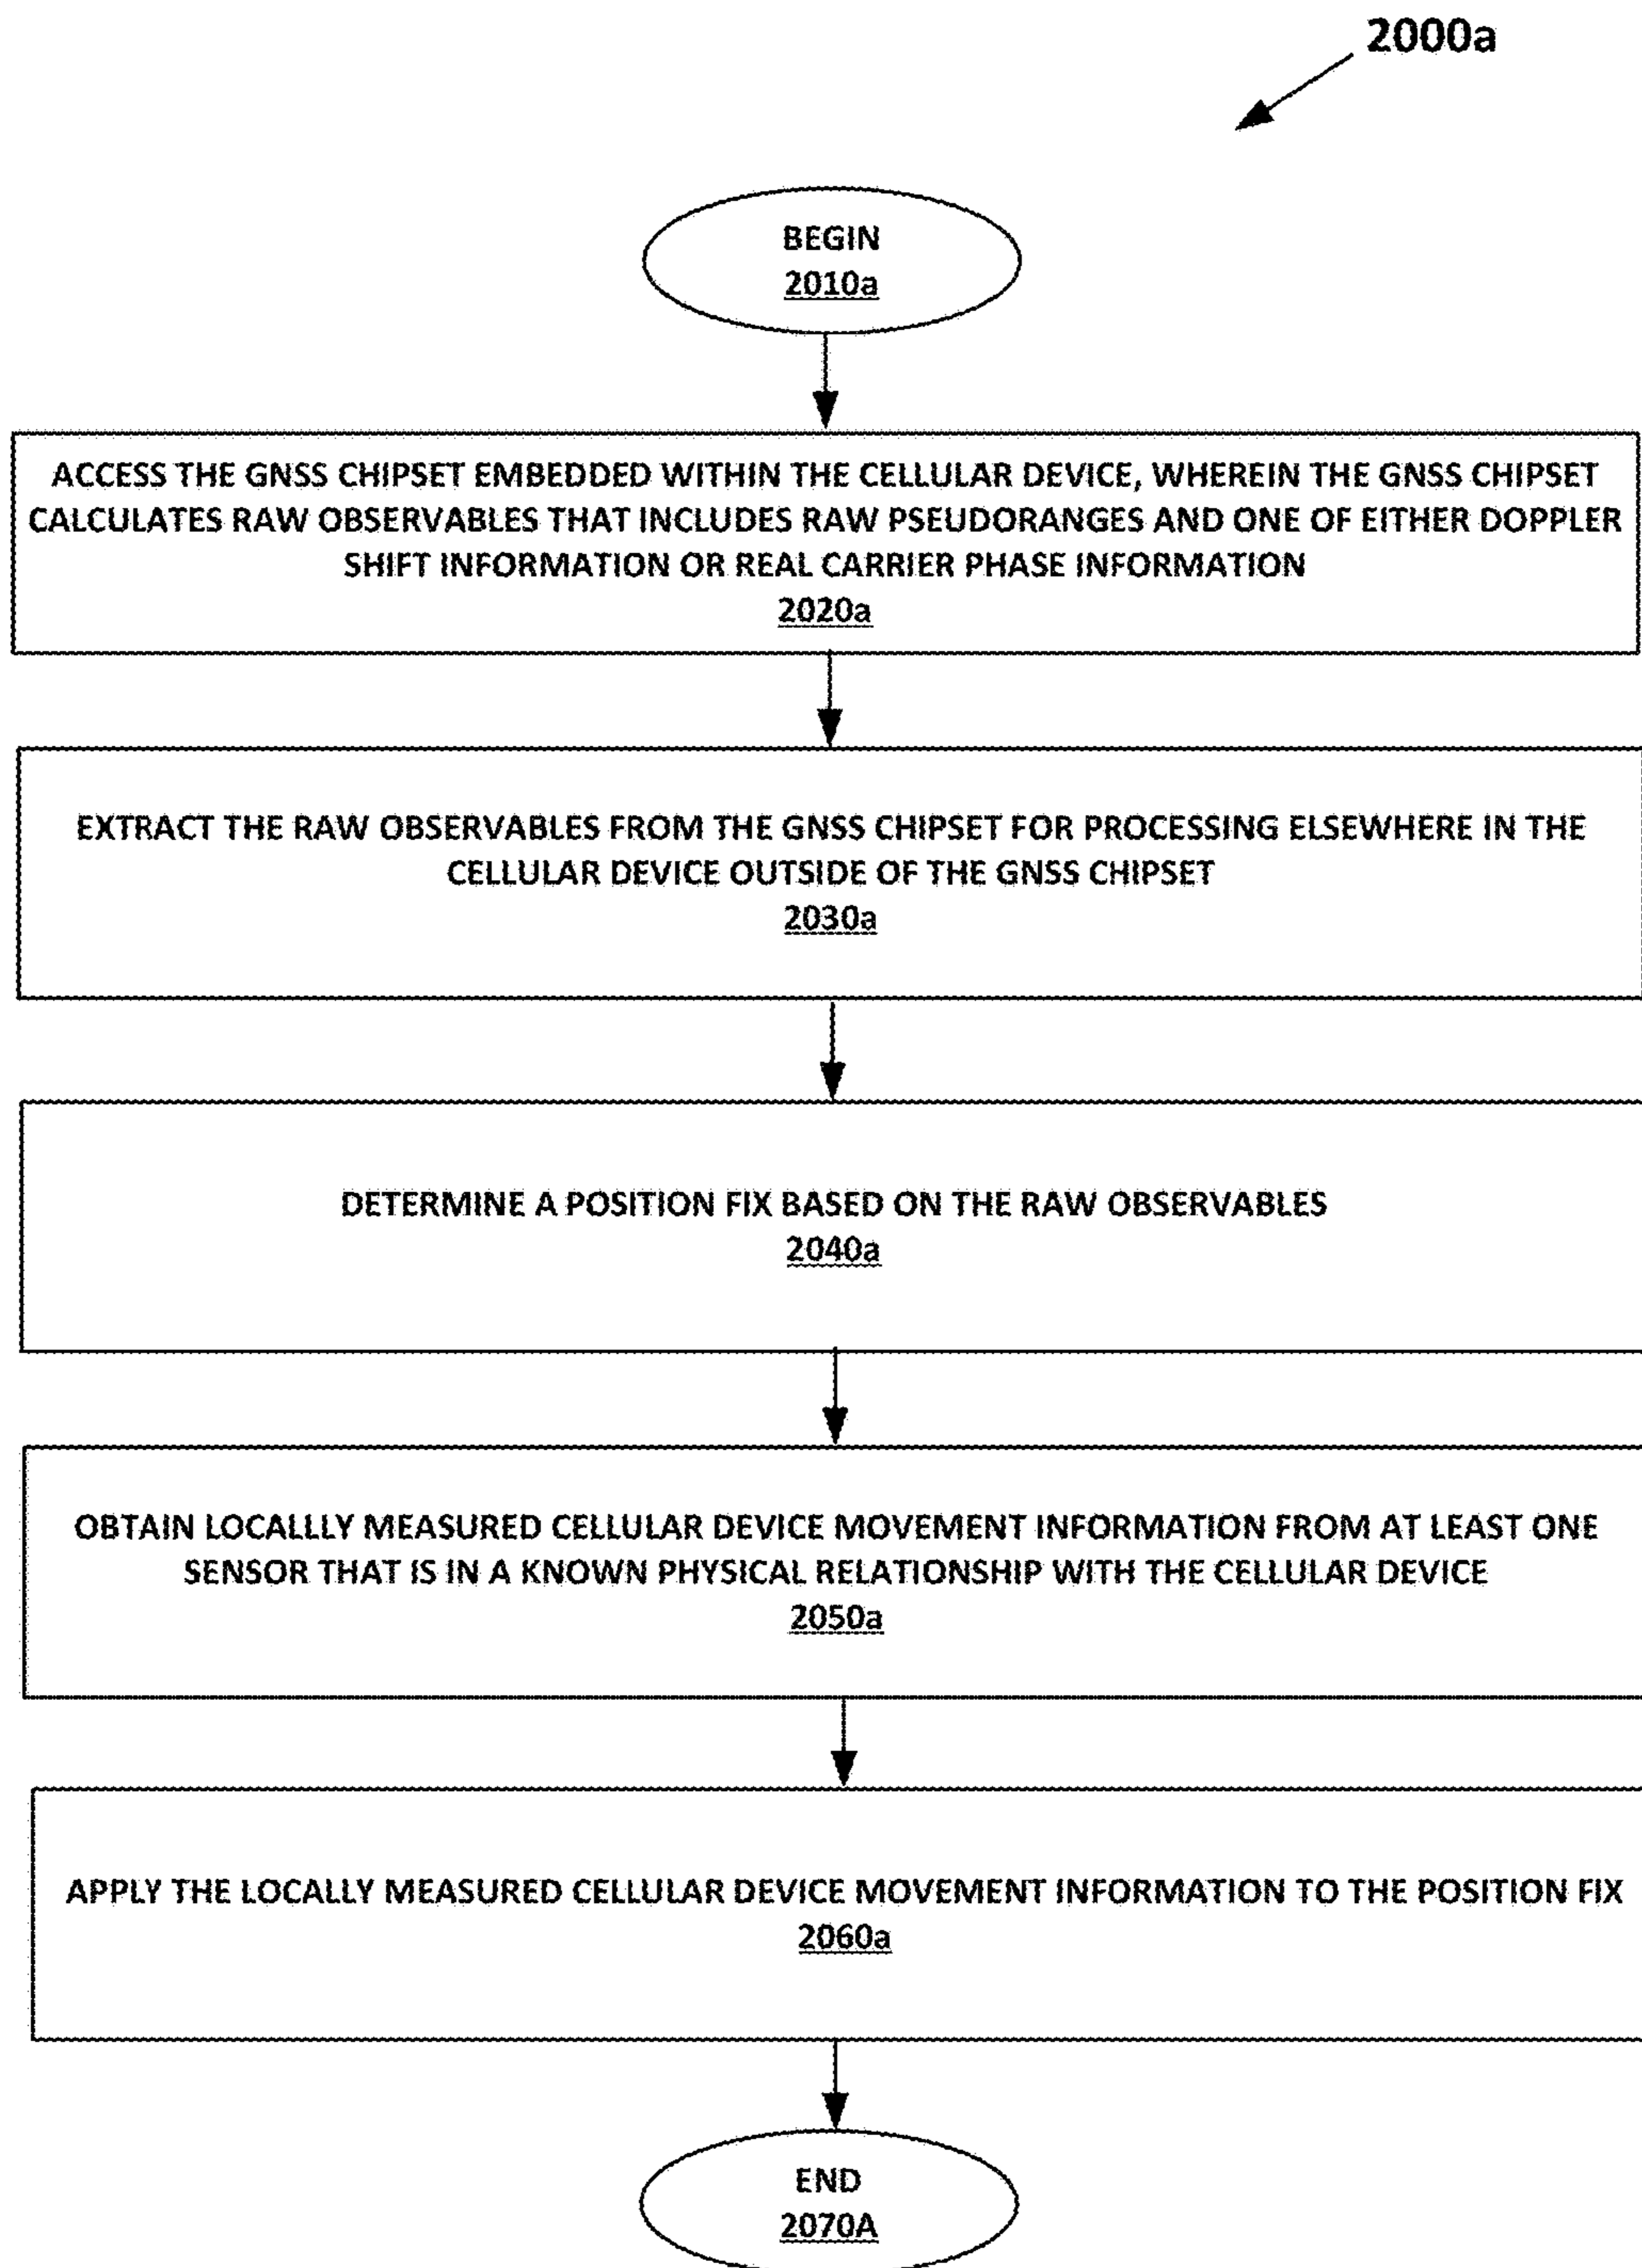 2000a
BEGIN
2010a
ACCESS THE GNSS CHIPSET EMBEDDED WITHIN THE CELLULAR DEVICE, WHEREIN THE GNSS CHIPSET
CALCULATES RAW OBSERVABLES THAT INCLUDES RAW PSEUDORANGES AND ONE OF EITHER DOPPLER
SHIFT INFORMATION OR REAL CARRIER PHASE INFORMATION
2020a
EXTRACT THE RAW OBSERVABLES FROM THE GNSS CHIPSET FOR PROCESSING ELSEWHERE IN THE
CELLULAR DEVICE OUTSIDE OF THE GNSS CHIPSET
2030a
DETERMINE A POSITION FIX BASED ON THE RAW OBSERVABLES
2040a
OBTAIN LOCALLLY MEASURED CELLULAR DEVICE MOVEMENT INFORMATION FROM AT LEAST ONE
SENSOR THAT IS IN A KNOWN PHYSICAL RELATIONSHIP WITH THE CELLULAR DEVICE
2050a
APPLY THE LOCALLY MEASURED CELLULAR DEVICE MOVEMENT INFORMATION TO THE POSITION FIX
2060a
END
2070A